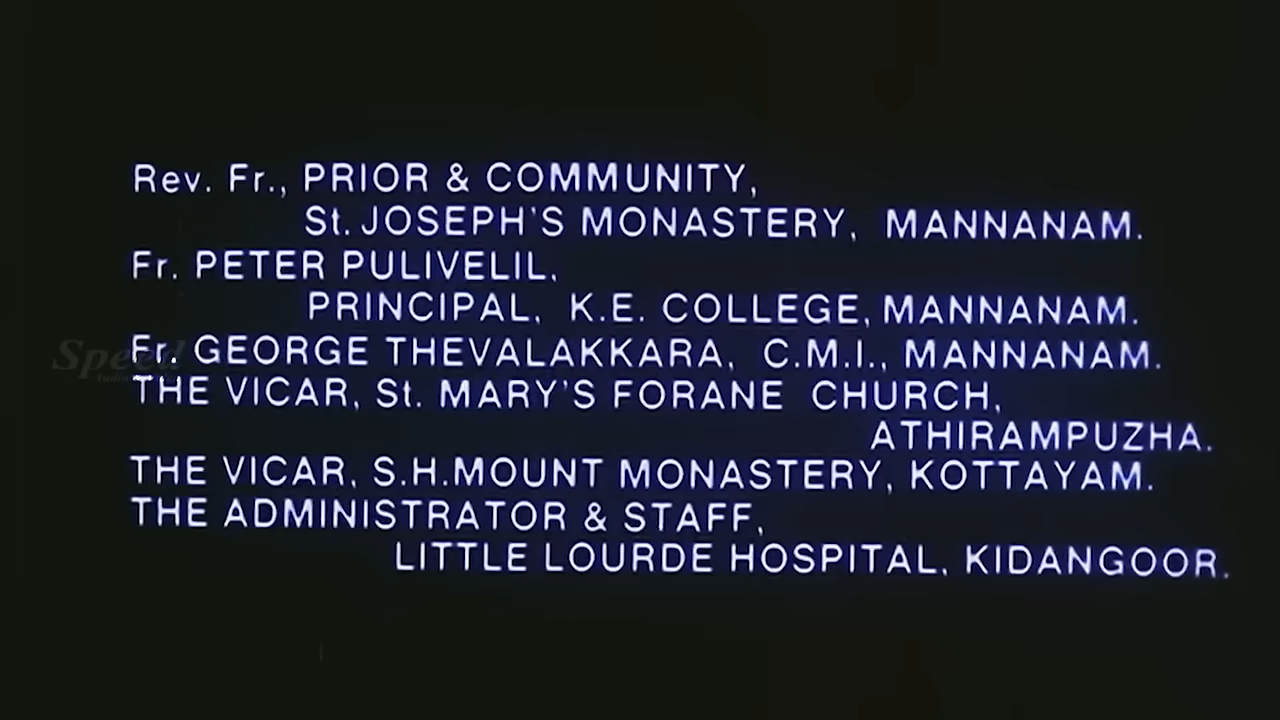 Rev. Fr., PRIOR & COMMUNITY,
St. JOSEPH'S MONASTERY, MANNANAM.
Fr. PETER PULIVELIL,
PRINCIPAL, K.E. COLLEGE, MANNANAM.
Speed
Fr. GEORGE THEVALAKKARA, C.M.I., MANNANAM.
THE VICAR, St. MARY'S FORANE CHURCH,
ATHIRAMPUZHA.
THE VICAR, S.H.MOUNT MONASTERY, KOTTAYAM.
THE ADMINISTRATOR & STAFF,
LITTLE LOURDE HOSPITAL, KIDANGOOR.